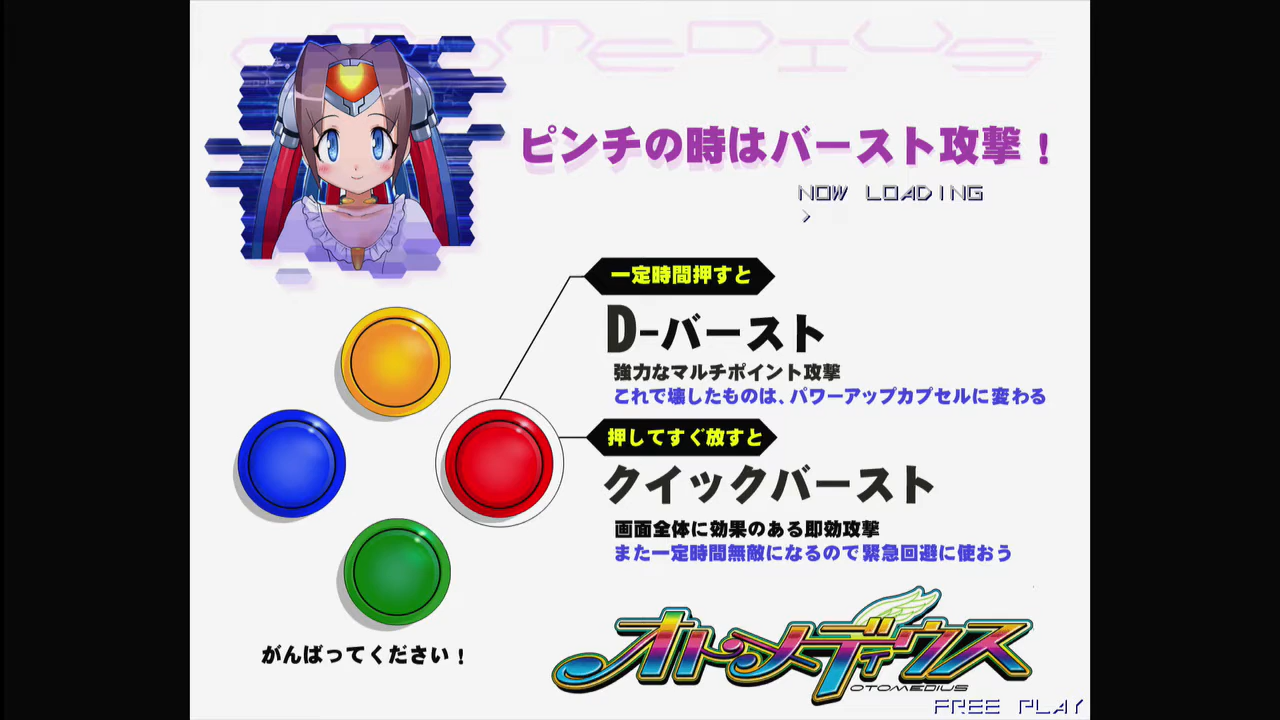 OTOMEDIUS
ピンチの時はバースト攻撃！
NOW LOADING
>
一定時間押すと
D-バースト
強力なマルチポイント攻撃
これで壊したものは、パワーアップカプセルに変わる
押してすぐ放すと
クイックバースト
画面全体に効果のある即効攻撃
また一定時間無敵になるので緊急回避に使おう
がんばってください！
オトメディウス
OTOMEDIUS
FREE PLAY